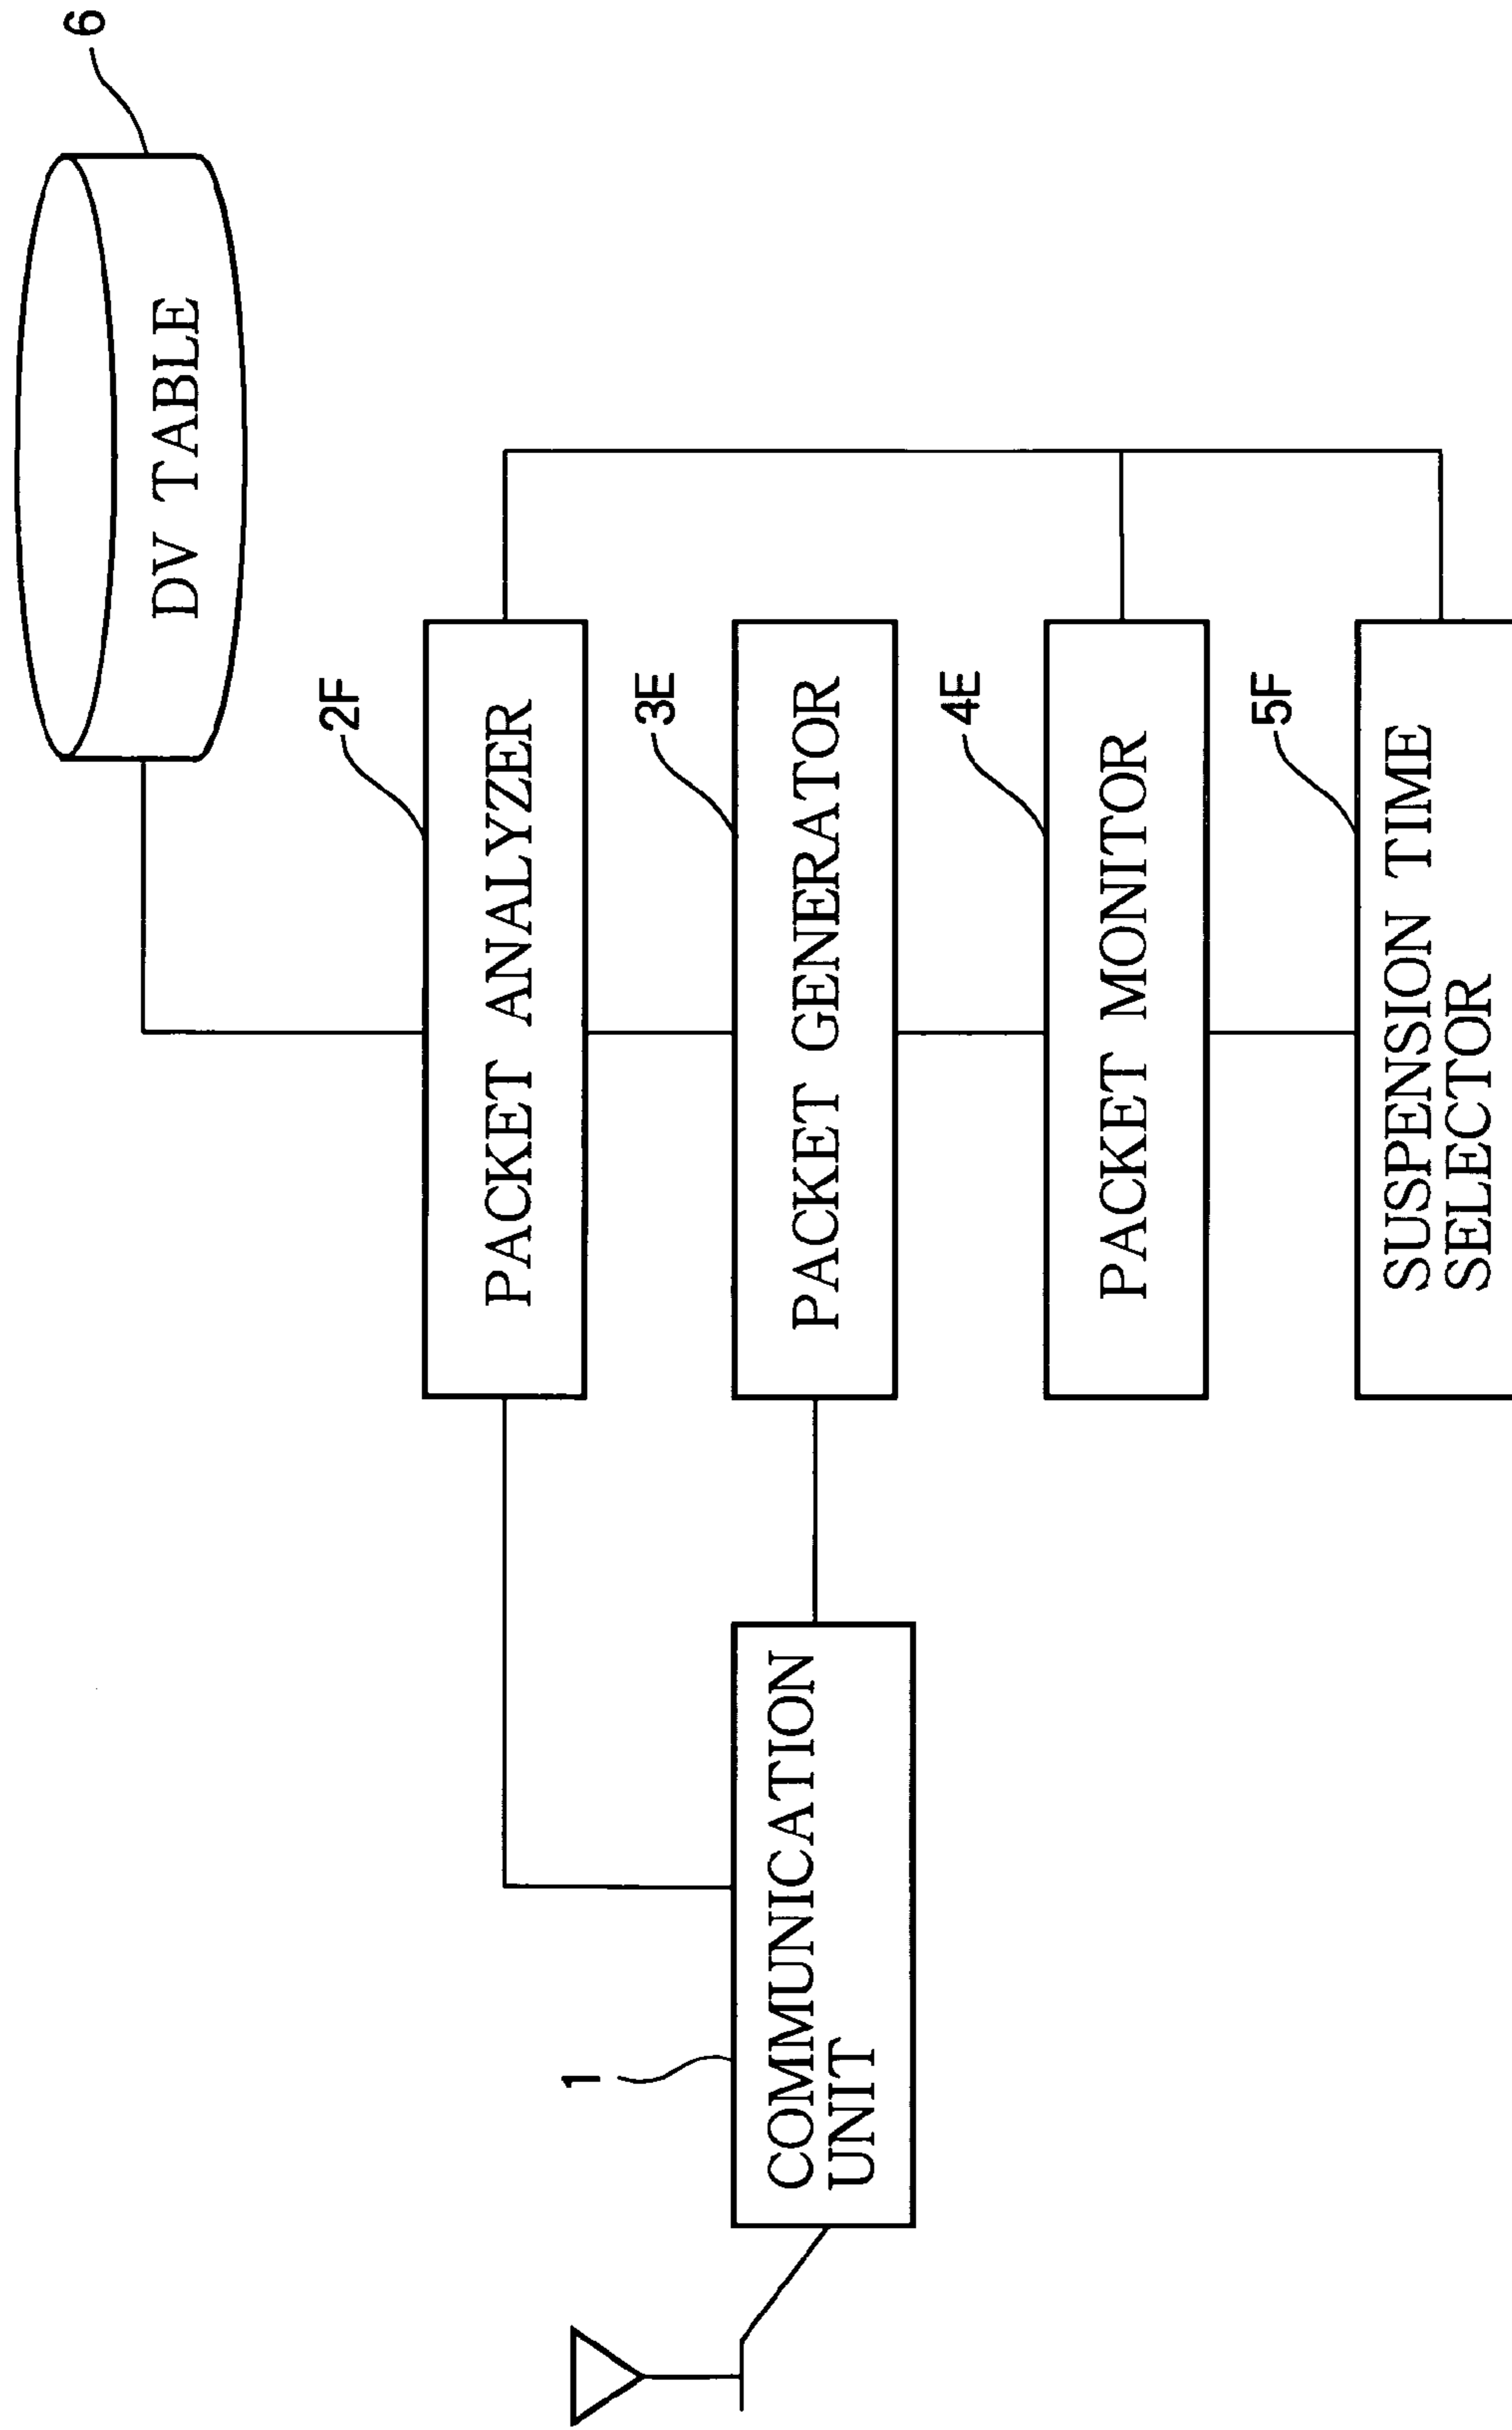 6
DV TABLE
2F
PACKET ANALYZER
3E
PACKET GENERATOR
4E
PACKET MONITOR
5F
SUSPENSION TIME
SELECTOR
1
COMMUNICATION
UNIT